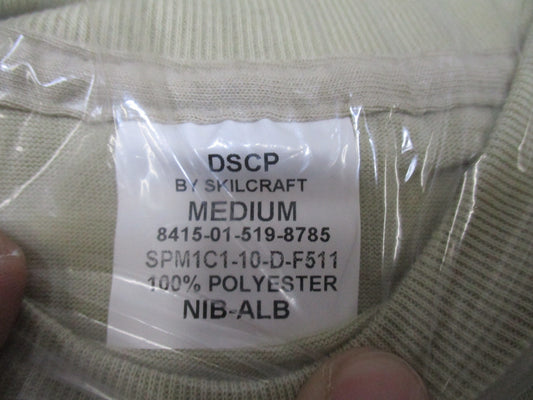 DSCP
BY SKILCRAFT
MEDIUM
8415-01-519-8785
SPM1C1-10-D-F511
100% POLYESTER
NIB-ALB